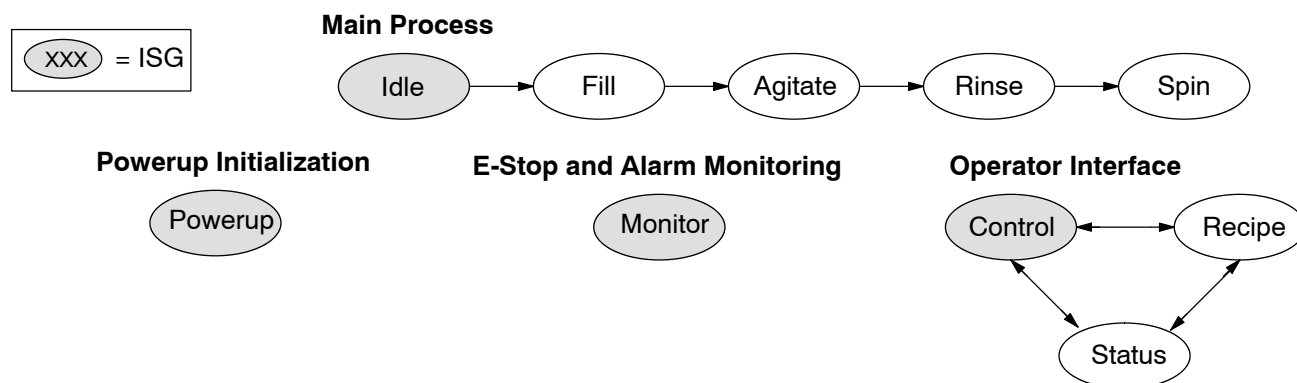 Main Process
XXX = ISG
Idle Fill Agitate Rinse Spin
Powerup Initialization E-Stop and Alarm Monitoring Operator Interface
Powerup Monitor Control Recipe
Status